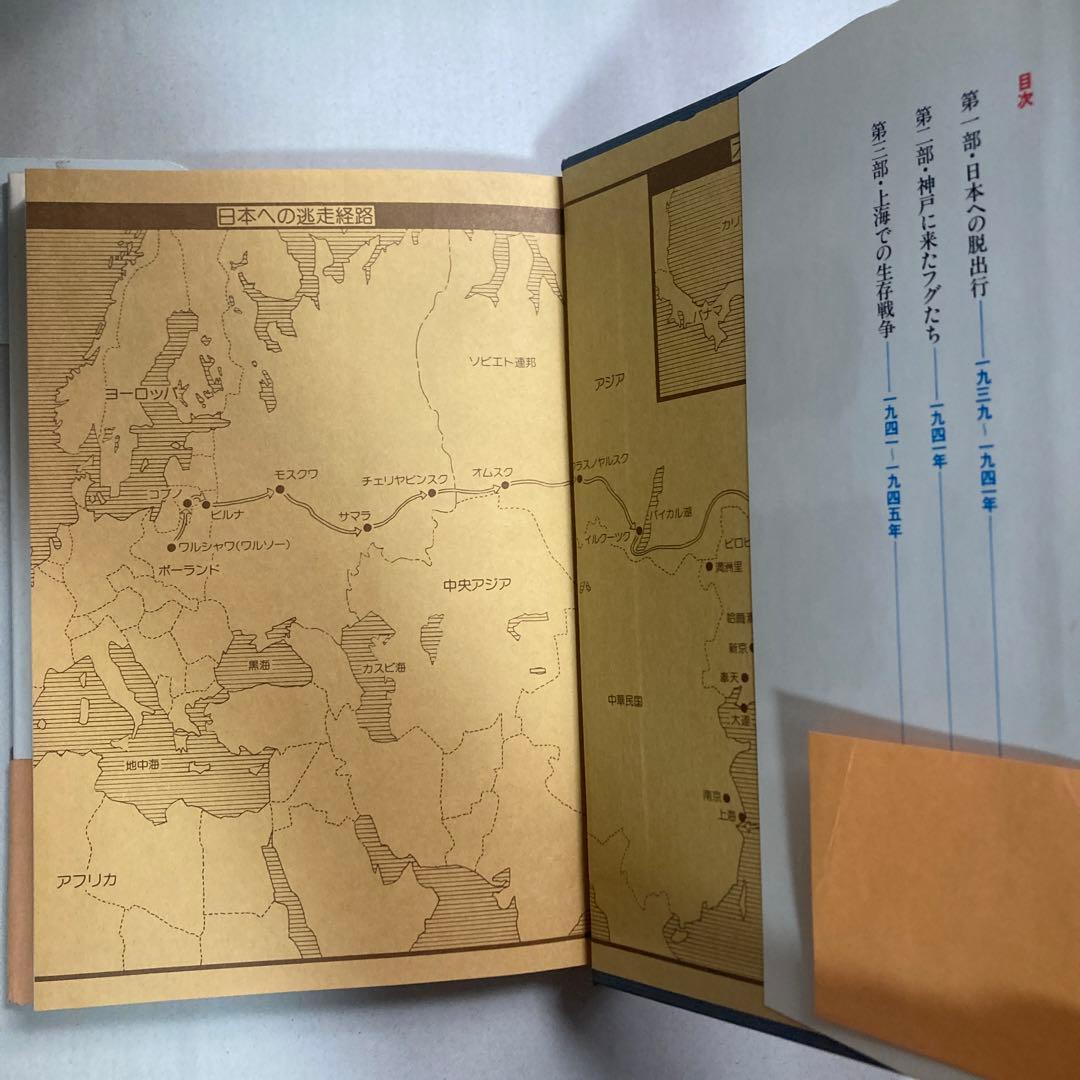 日本への逃走経路
ソビエト連邦
ヨーロッパ
モスクワ
チェリヤビンスク
オムスク
コブノ
ビルナ
サマラ
ワルシャワ(ワルソー)
ポーランド
中央アジア
黒海
カスピ海
地中海
アフリカ
カリ
パナマ
アジア
ラスノヤルスク
バイカル湖
イルクーツク
ビロビ
満洲里
哈爾濱
新京
奉天
大連
中華民国
南京
上海
目次
第一部・日本への脱出行――一九三九～一九四一年
第二部・神戸に来たフグたち――一九四一年
第三部・上海での生存戦争――一九四一～一九四五年